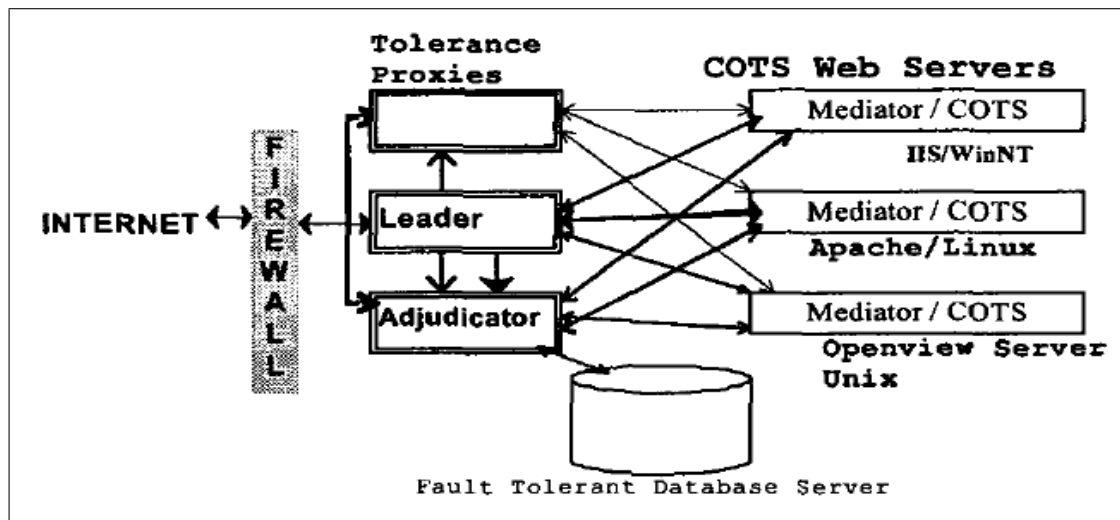 Tolerance
Proxies
COTS Web Servers
Mediator / COTS
IIS/WinNT
FIREWALL
INTERNET
Leader
Mediator / COTS
Apache/Linux
Adjudicator
Mediator / COTS
Openview Server
Unix
Fault Tolerant Database Server